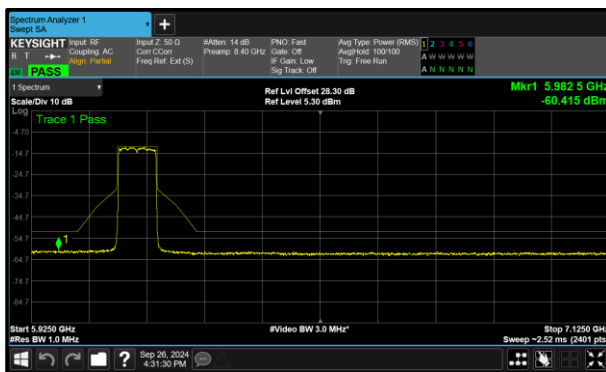 Spectrum Analyzer 1
Swept SA
+
KEYSIGHT Input: RF Input Z: 50 Ω #Atten: 14 dB PNO: Fast Avg Type: Power (RMS) 1 2 3 4 5 6
R T Coupling: AC Corr CCorr Preamp: 8.40 GHz Gate: Off Avg|Hold: 100/100 A W W W W W
Align: Partial Freq Ref: Ext (S) IF Gain: Low Trig: Free Run
LXI PASS Sig Track: Off A N N N N N
1 Spectrum Ref Lvl Offset 28.30 dB Mkr1 5.982 5 GHz
Scale/Div 10 dB Ref Level 5.30 dBm -60.415 dBm
Log
Trace 1 Pass
-4.70
-14.7
-24.7
-34.7
-44.7
-54.7
1
-64.7
-74.7
-84.7
Start 5.9250 GHz #Video BW 3.0 MHz* Stop 7.1250 GHz
#Res BW 1.0 MHz Sweep ~2.52 ms (2401 pts)
? Sep 26, 2024
4:31:30 PM